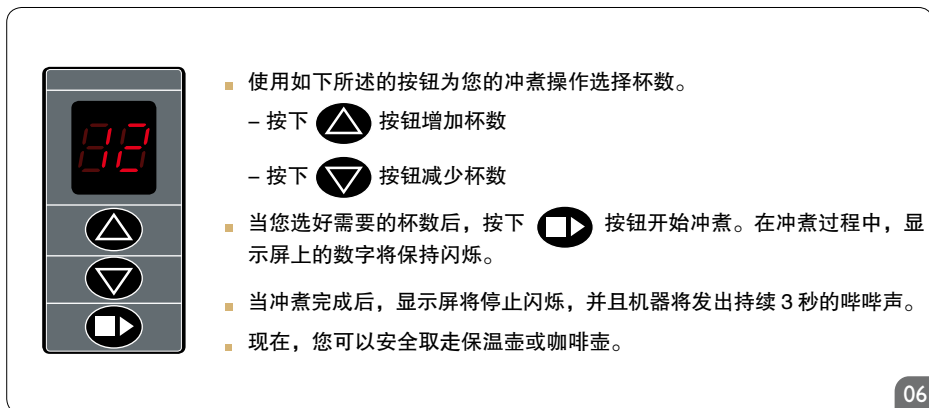 12
使用如下所述的按钮为您的冲煮操作选择杯数。
– 按下 按钮增加杯数
– 按下 按钮减少杯数
当您选好需要的杯数后，按下 按钮开始冲煮。在冲煮过程中，显
示屏上的数字将保持闪烁。
当冲煮完成后，显示屏将停止闪烁，并且机器将发出持续 3 秒的哔哔声。
现在，您可以安全取走保温壶或咖啡壶。
06